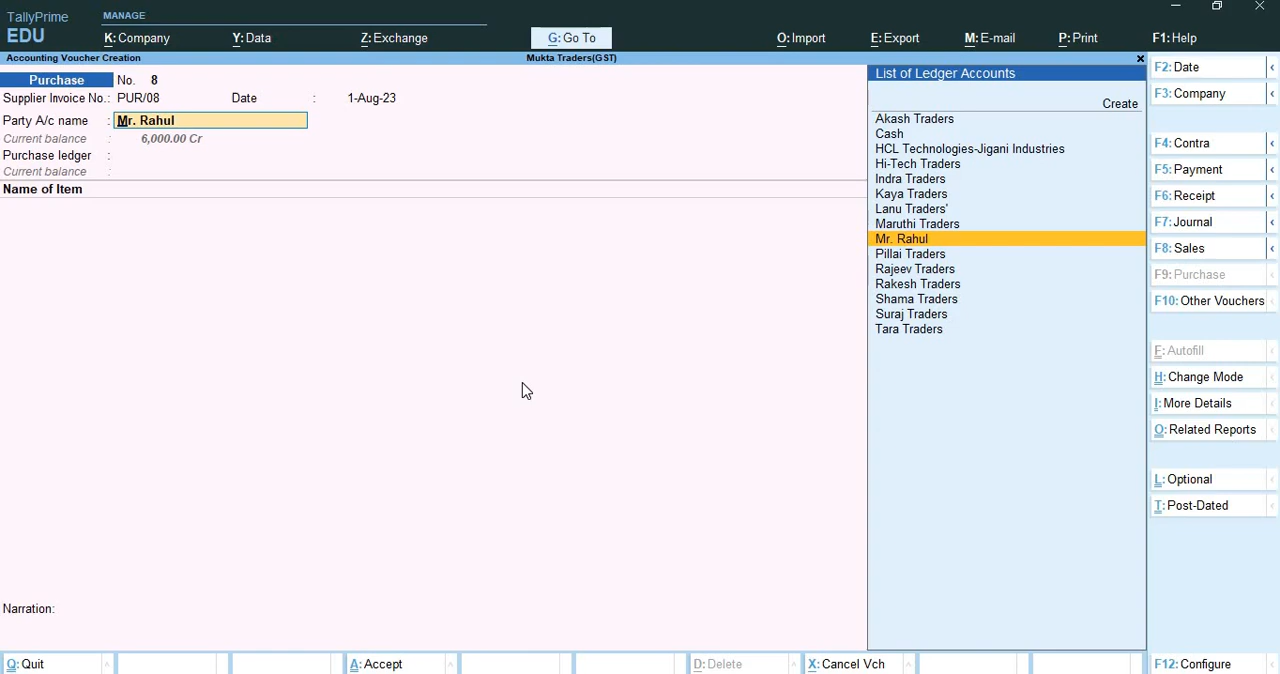 TallyPrime
EDU
MANAGE
K: Company
Y: Data
Z: Exchange
G: Go To
O: Import
E: Export
M: E-mail
P: Print
F1: Help
Accounting Voucher Creation
Mukta Traders(GST)
Purchase No. 8
Supplier Invoice No.: PUR/08 Date : 1-Aug-23
Party A/c name : Mr. Rahul
Current balance : 6,000.00 Cr
Purchase ledger :
Current balance :
Name of Item
Narration:
List of Ledger Accounts
Create
Akash Traders
Cash
HCL Technologies-Jigani Industries
Hi-Tech Traders
Indra Traders
Kaya Traders
Lanu Traders'
Maruthi Traders
Mr. Rahul
Pillai Traders
Rajeev Traders
Rakesh Traders
Shama Traders
Suraj Traders
Tara Traders
F2: Date
F3: Company
F4: Contra
F5: Payment
F6: Receipt
F7: Journal
F8: Sales
F9: Purchase
F10: Other Vouchers
F: Autofill
H: Change Mode
I: More Details
O: Related Reports
L: Optional
T: Post-Dated
Q: Quit
A: Accept
D: Delete
X: Cancel Vch
F12: Configure